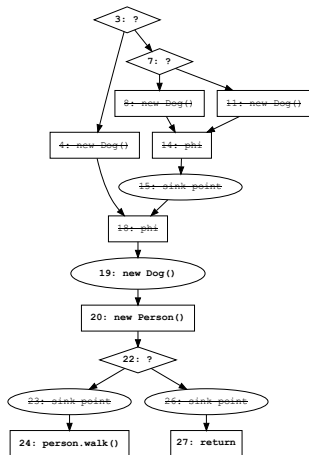 3: ?
7: ?
8: new Dog()
11: new Dog()
4: new Dog()
14: phi
15: sink point
18: phi
19: new Dog()
20: new Person()
22: ?
23: sink point
26: sink point
24: person.walk()
27: return